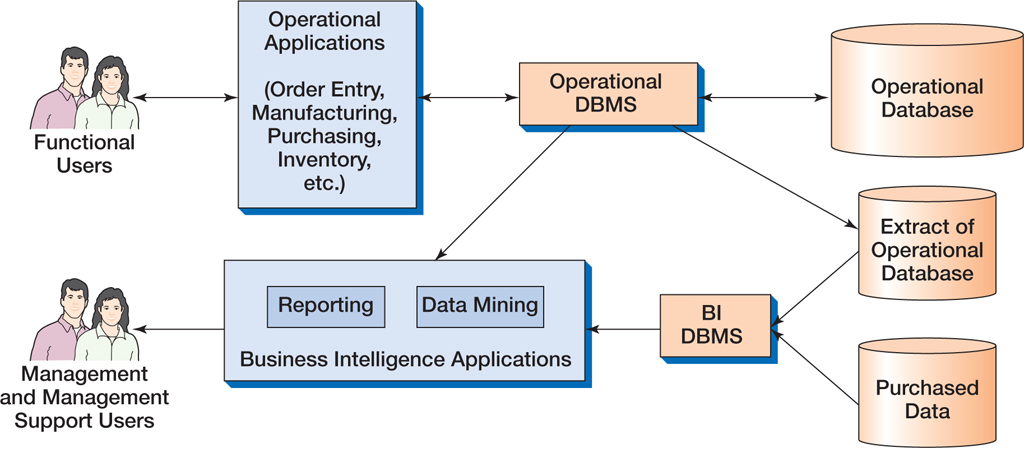 Operational
Applications
(Order Entry,
Manufacturing,
Purchasing,
Inventory,
etc.)
Functional
Users
Operational
DBMS
Operational
Database
Extract of
Operational
Database
Reporting
Data Mining
Business Intelligence Applications
BI
DBMS
Management
and Management
Support Users
Purchased
Data